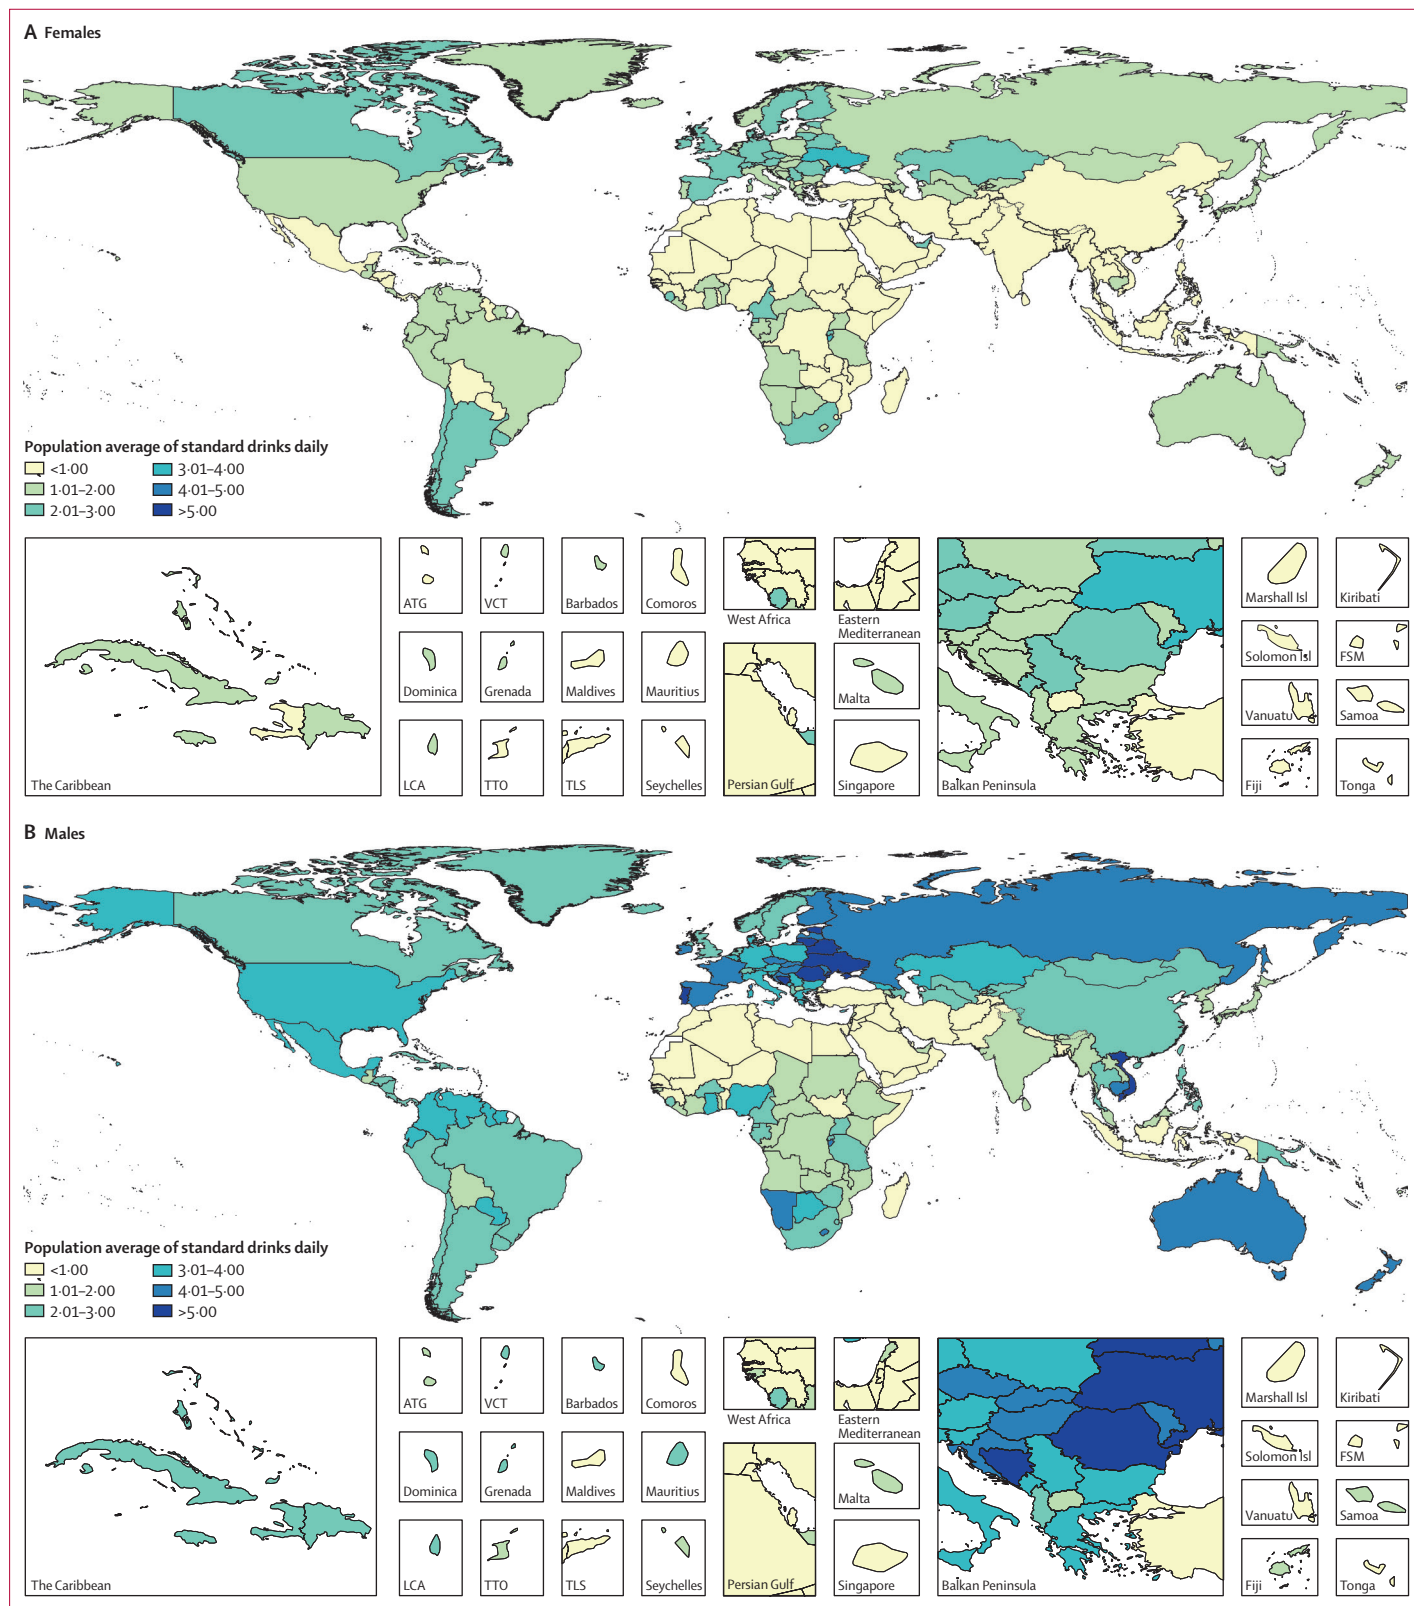 A Females
Population average of standard drinks daily
<1·00
1·01–2·00
2·01–3·00
3·01–4·00
4·01–5·00
>5·00
The Caribbean
ATG
VCT
Barbados
Comoros
Dominica
Grenada
Maldives
Mauritius
LCA
TTO
TLS
Seychelles
West Africa
Eastern
Mediterranean
Persian Gulf
Malta
Singapore
Balkan Peninsula
Marshall Isl
Kiribati
Solomon Isl
FSM
Vanuatu
Samoa
Fiji
Tonga
B Males
Population average of standard drinks daily
<1·00
1·01–2·00
2·01–3·00
3·01–4·00
4·01–5·00
>5·00
The Caribbean
ATG
VCT
Barbados
Comoros
Dominica
Grenada
Maldives
Mauritius
LCA
TTO
TLS
Seychelles
West Africa
Eastern
Mediterranean
Persian Gulf
Malta
Singapore
Balkan Peninsula
Marshall Isl
Kiribati
Solomon Isl
FSM
Vanuatu
Samoa
Fiji
Tonga